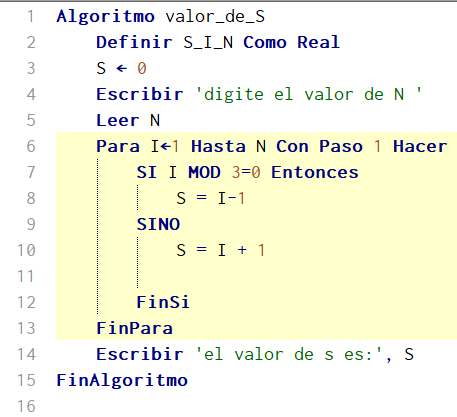 1 Algoritmo valor_de_S
2 Definir S_I_N Como Real
3 S ← 0
4 Escribir 'digite el valor de N '
5 Leer N
6 Para I←1 Hasta N Con Paso 1 Hacer
7 SI I MOD 3=0 Entonces
8 S = I-1
9 SINO
10 S = I + 1
11
12 FinSi
13 FinPara
14 Escribir 'el valor de s es:', S
15 FinAlgoritmo
16